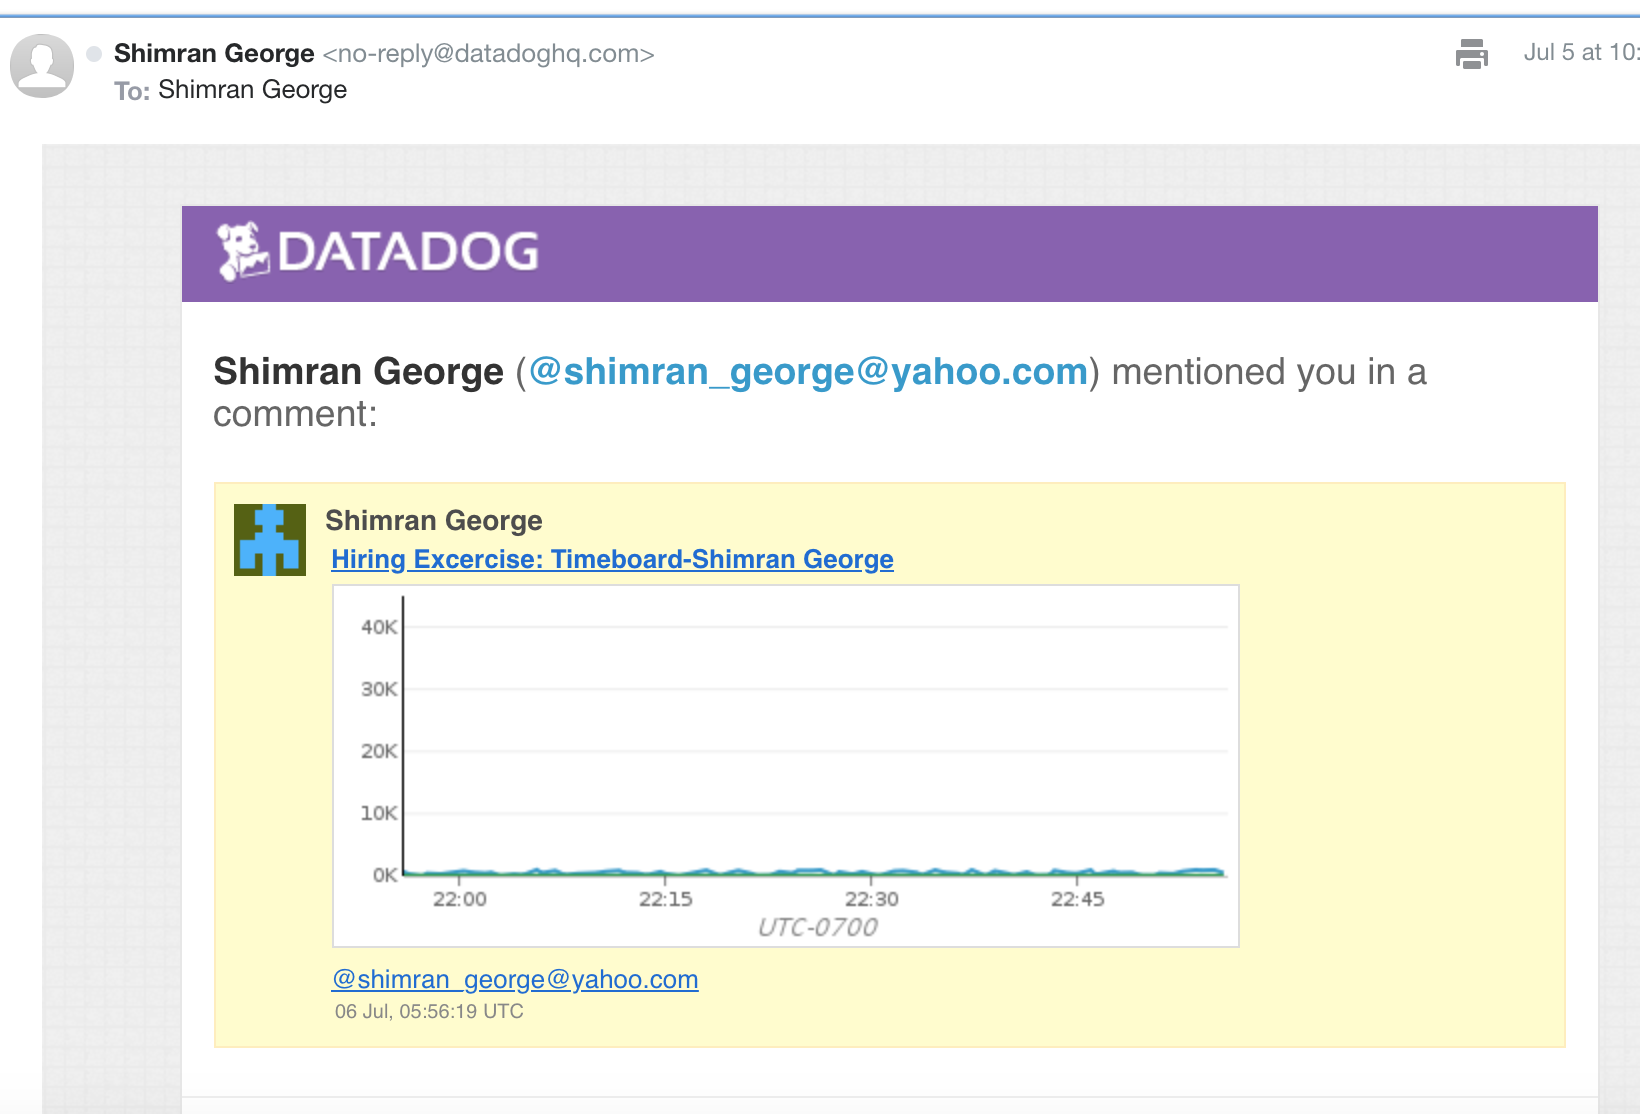 Shimran George <no-reply@datadoghq.com>
Jul 5 at 10:
To: Shimran George
DATADOG
Shimran George (@shimran_george@yahoo.com) mentioned you in a
comment:
Shimran George
Hiring Excercise: Timeboard-Shimran George
40K
30K
20K
10K
0K
22:00 22:15 22:30 22:45
UTC-0700
@shimran_george@yahoo.com
06 Jul, 05:56:19 UTC